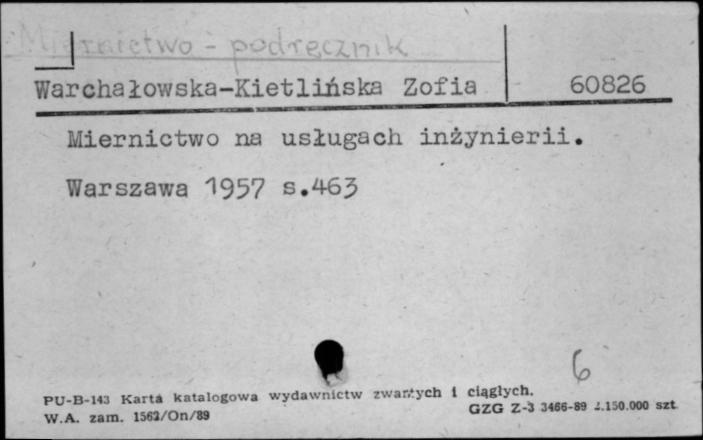 Miernictwo - podręcznik
Warchałowska-Kietlińska Zofia 60826
Miernictwo na usługach inżynierii.
Warszawa 1957 s.463
6
PU-B-143 Karta katalogowa wydawnictw zwartych i ciągłych.
W.A. zam. 1562/On/89 GZG Z-3 3466-89 2.150.000 szt